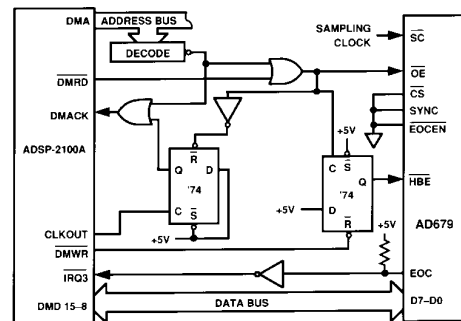 DMA
ADDRESS BUS
DECODE
SAMPLING
CLOCK
SC
DMRD
OE
CS
SYNC
EOCEN
DMACK
+5V
ADSP-2100A
R
Q D
'74
C S
C S
'74
Q
D
R
+5V
HBE
+5V
AD679
CLKOUT
+5V
DMWR
IRQ3
EOC
DMD 15–8
DATA BUS
D7–D0